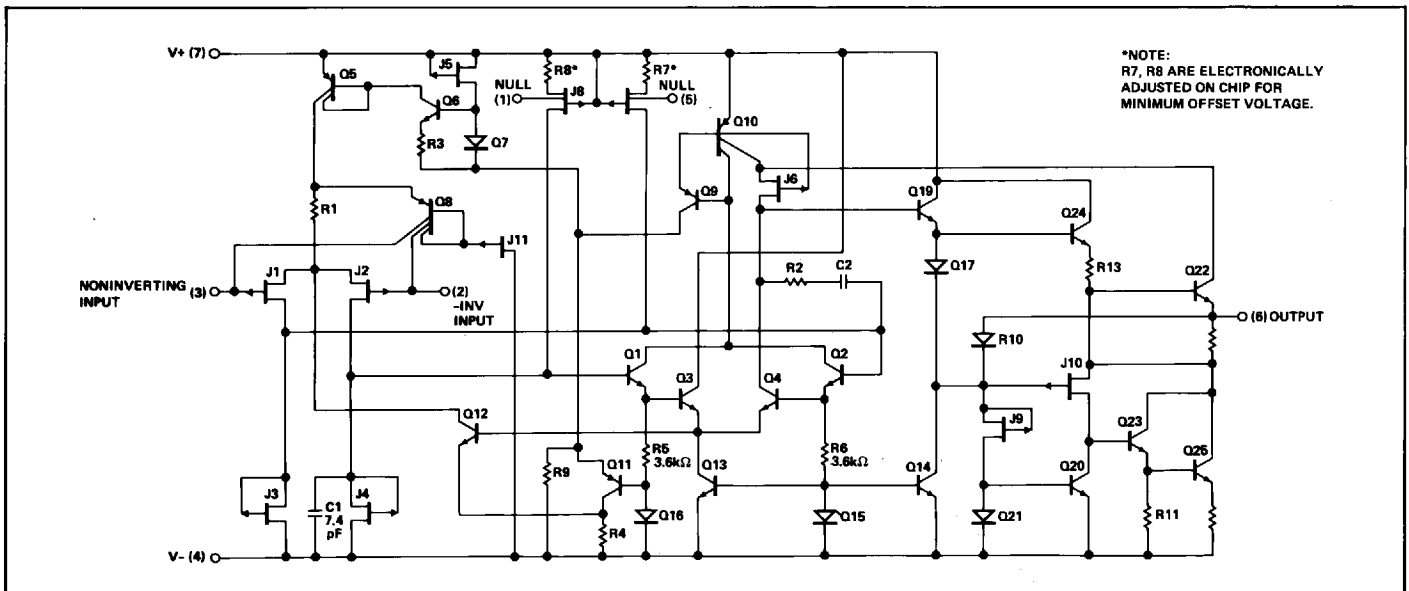 V+ (7)
J5
R8*
R7*
*NOTE:
R7, R8 ARE ELECTRONICALLY
ADJUSTED ON CHIP FOR
MINIMUM OFFSET VOLTAGE.
Q5
Q6
NULL
(1)
J8
NULL
(5)
Q10
R3
Q7
R1
Q8
J11
Q9
J6
Q19
Q24
J1
J2
R2
C2
Q17
R13
Q22
NONINVERTING
INPUT
(3)
(2)
-INV
INPUT
(6) OUTPUT
R10
Q1
Q2
J10
Q3
Q4
Q12
J9
Q23
R5
3.6kΩ
R6
3.6kΩ
Q25
R9
Q11
Q13
Q14
Q20
J3
C1
7.4
pF
J4
Q16
Q15
Q21
R11
R4
V- (4)